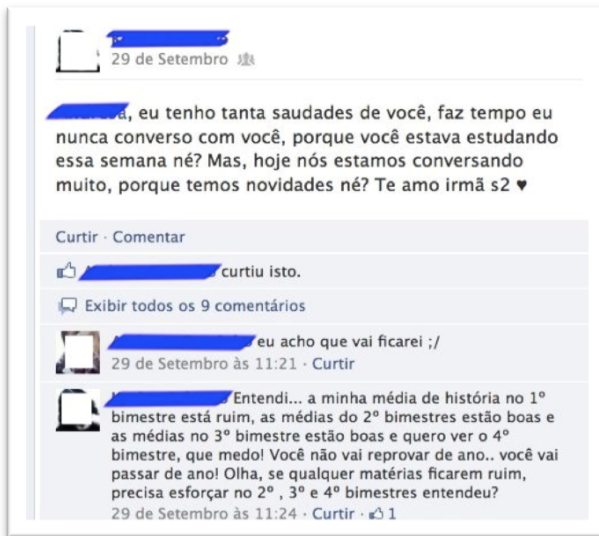 29 de Setembro
, eu tenho tanta saudades de você, faz tempo eu
nunca converso com você, porque você estava estudando
essa semana né? Mas, hoje nós estamos conversando
muito, porque temos novidades né? Te amo irmã s2 ♥
Curtir · Comentar
curtiu isto.
Exibir todos os 9 comentários
eu acho que vai ficarei ;/
29 de Setembro às 11:21 · Curtir
Entendi... a minha média de história no 1º
bimestre está ruim, as médias do 2º bimestres estão boas e
as médias no 3º bimestre estão boas e quero ver o 4º
bimestre, que medo! Você não vai reprovar de ano.. você vai
passar de ano! Olha, se qualquer matérias ficarem ruim,
precisa esforçar no 2º , 3º e 4º bimestres entendeu?
29 de Setembro às 11:24 · Curtir · 1